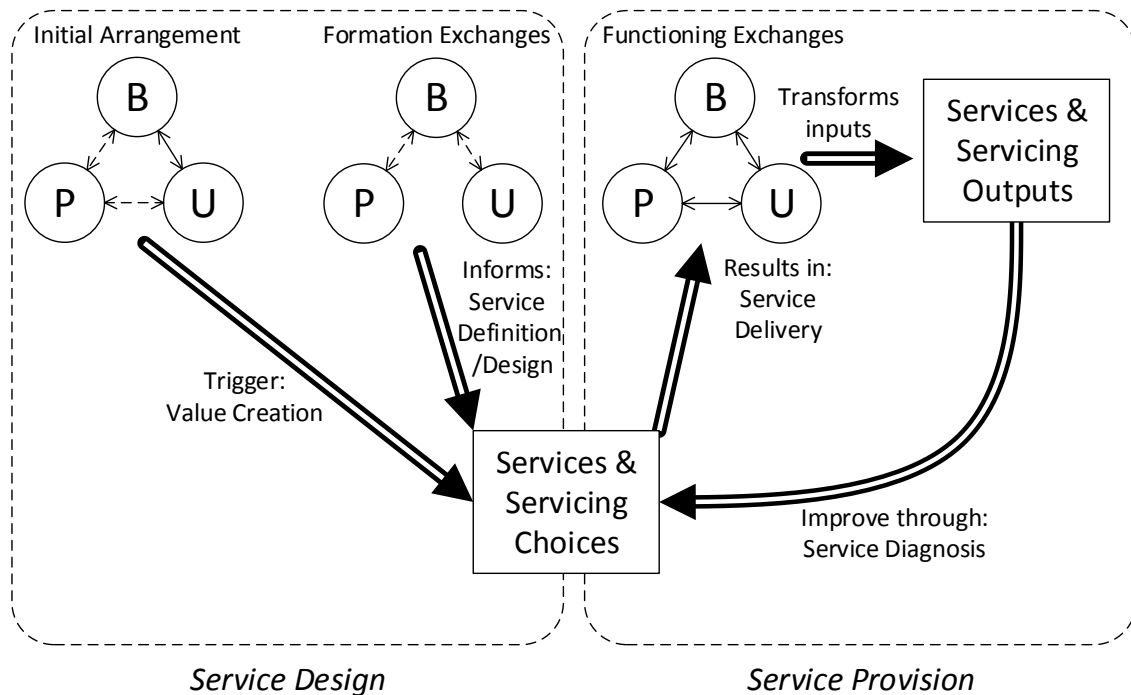 Initial Arrangement
B
P
U
Formation Exchanges
B
P
U
Functioning Exchanges
B
P
U
Transforms
inputs
Services &
Servicing
Outputs
Informs:
Service
Definition
/Design
Results in:
Service
Delivery
Trigger:
Value Creation
Services &
Servicing
Choices
Improve through:
Service Diagnosis
Service Design
Service Provision